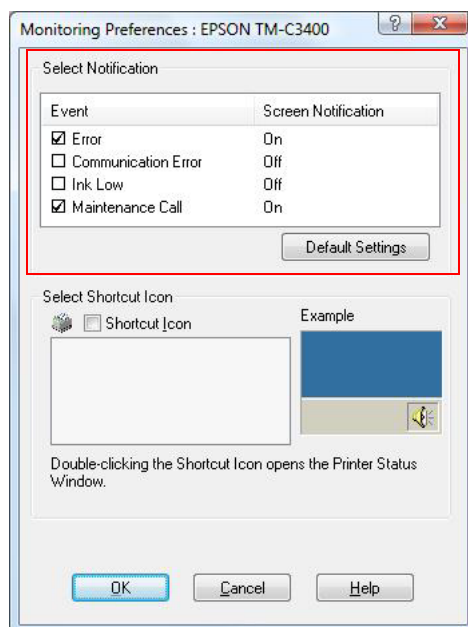 Monitoring Preferences : EPSON TM-C3400
Select Notification
Event Screen Notification
Error On
Communication Error Off
Ink Low Off
Maintenance Call On
Default Settings
Select Shortcut Icon
Shortcut Icon
Example
Double-clicking the Shortcut Icon opens the Printer Status
Window.
OK Cancel Help